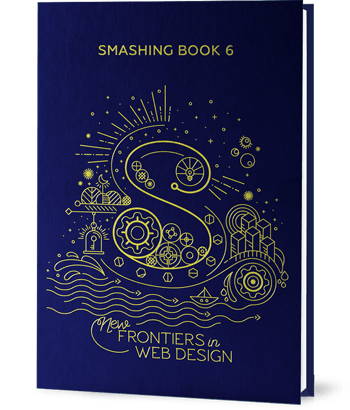 SMASHING BOOK 6
S
New
FRONTIERS in
WEB DESIGN